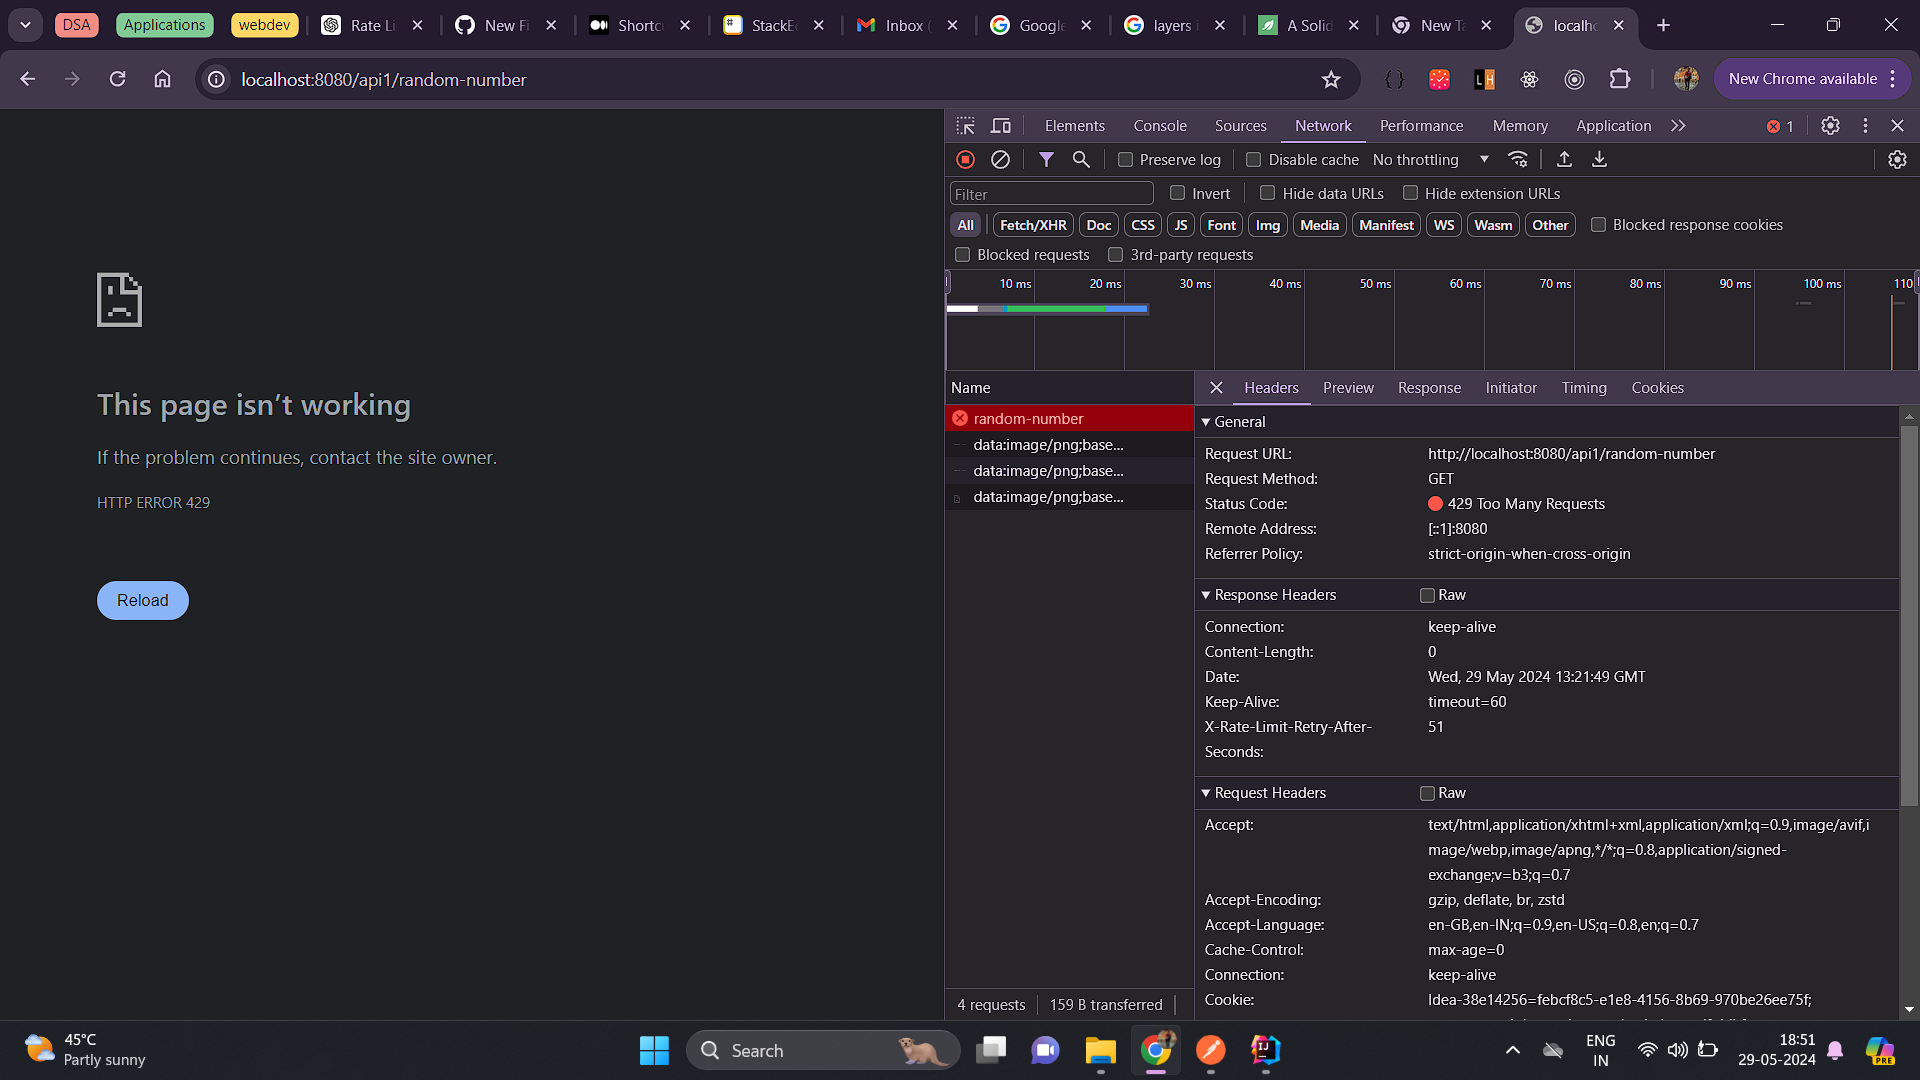 DSA
Applications
webdev
Rate Li
New Fi
Shortc
StackE
Inbox (
Google
layers i
A Solid
New Ta
localho
localhost:8080/api1/random-number
New Chrome available
Elements Console Sources Network Performance Memory Application 1
Preserve log Disable cache No throttling
Filter Invert Hide data URLs Hide extension URLs
All Fetch/XHR Doc CSS JS Font Img Media Manifest WS Wasm Other Blocked response cookies
Blocked requests 3rd-party requests
10 ms 20 ms 30 ms 40 ms 50 ms 60 ms 70 ms 80 ms 90 ms 100 ms 110
This page isn’t working
If the problem continues, contact the site owner.
HTTP ERROR 429
Reload
Name
random-number
data:image/png;base...
data:image/png;base...
data:image/png;base...
4 requests 159 B transferred
Headers Preview Response Initiator Timing Cookies
General
Request URL: http://localhost:8080/api1/random-number
Request Method: GET
Status Code: 429 Too Many Requests
Remote Address: [::1]:8080
Referrer Policy: strict-origin-when-cross-origin
Response Headers Raw
Connection: keep-alive
Content-Length: 0
Date: Wed, 29 May 2024 13:21:49 GMT
Keep-Alive: timeout=60
X-Rate-Limit-Retry-After- 51
Seconds:
Request Headers Raw
Accept: text/html,application/xhtml+xml,application/xml;q=0.9,image/avif,i
mage/webp,image/apng,*/*;q=0.8,application/signed-
exchange;v=b3;q=0.7
Accept-Encoding: gzip, deflate, br, zstd
Accept-Language: en-GB,en-IN;q=0.9,en-US;q=0.8,en;q=0.7
Cache-Control: max-age=0
Connection: keep-alive
Cookie: Idea-38e14256=febcf8c5-e1e8-4156-8b69-970be26ee75f;
45°C
Partly sunny
Search
ENG
IN
18:51
29-05-2024
PRE